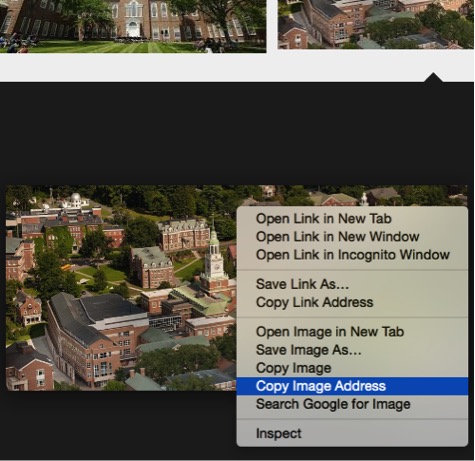 Open Link in New Tab
Open Link in New Window
Open Link in Incognito Window
Save Link As...
Copy Link Address
Open Image in New Tab
Save Image As...
Copy Image
Copy Image Address
Search Google for Image
Inspect